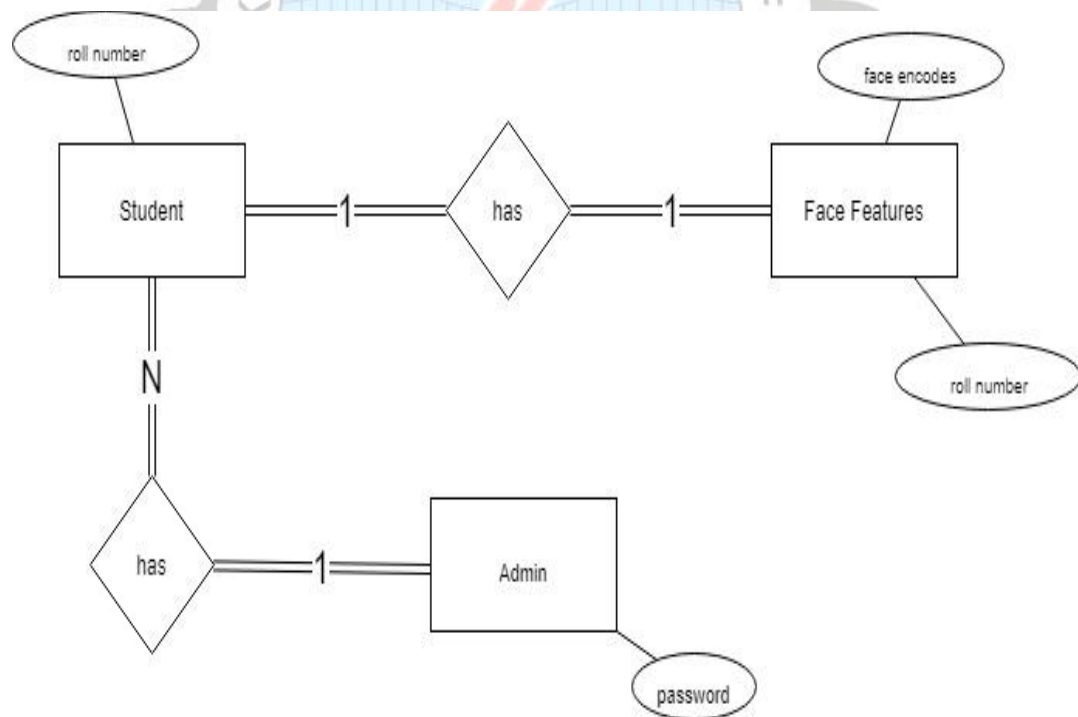 roll number
face encodes
Student
1
has
1
Face Features
roll number
N
has
1
Admin
password